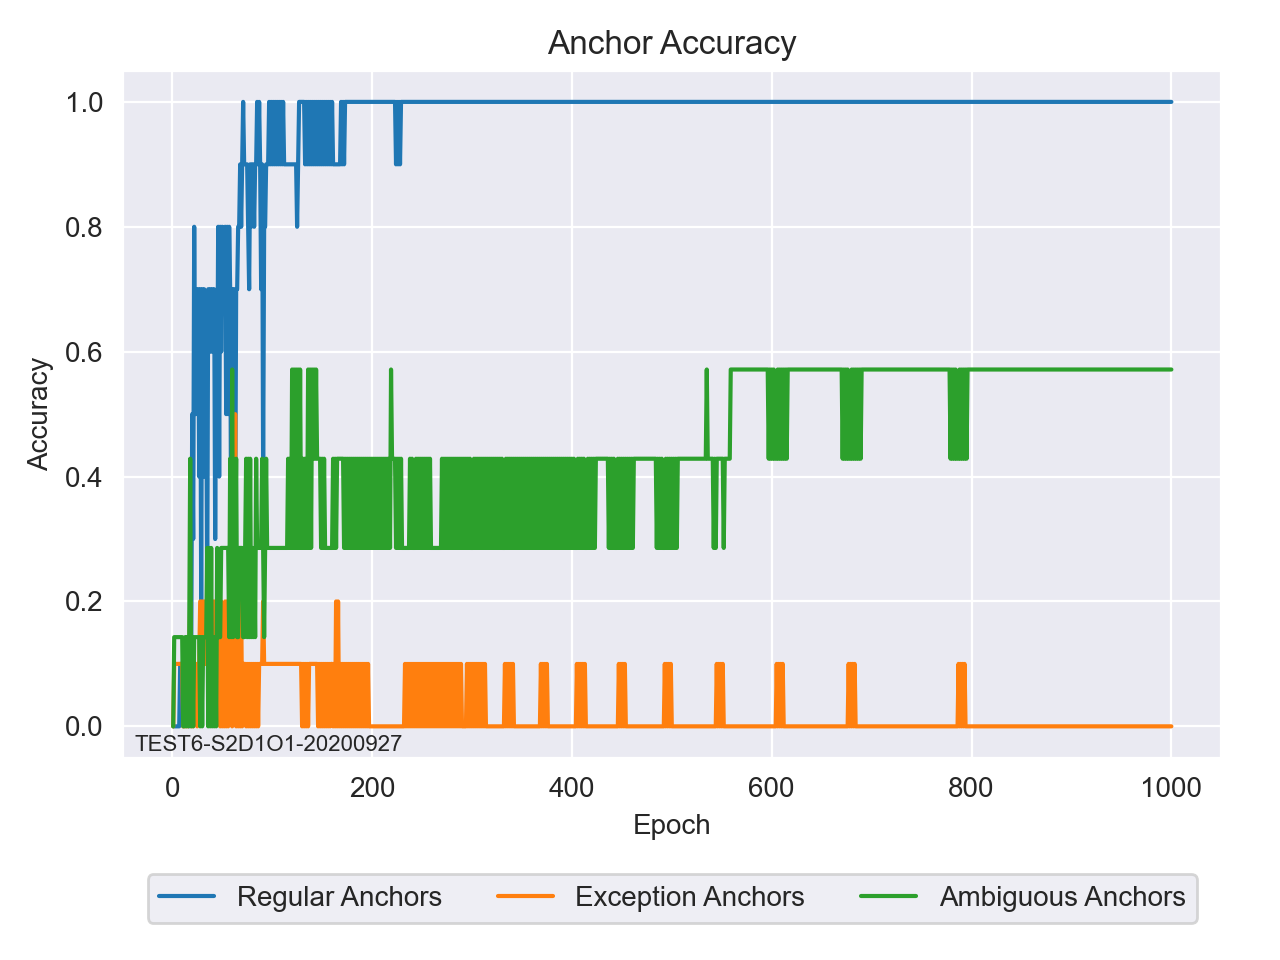 Anchor Accuracy
1.0
0.8
0.6
0.4
0.2
0.0
Accuracy
TEST6-S2D1O1-20200927
0 200 400 600 800 1000
Epoch
Regular Anchors Exception Anchors Ambiguous Anchors